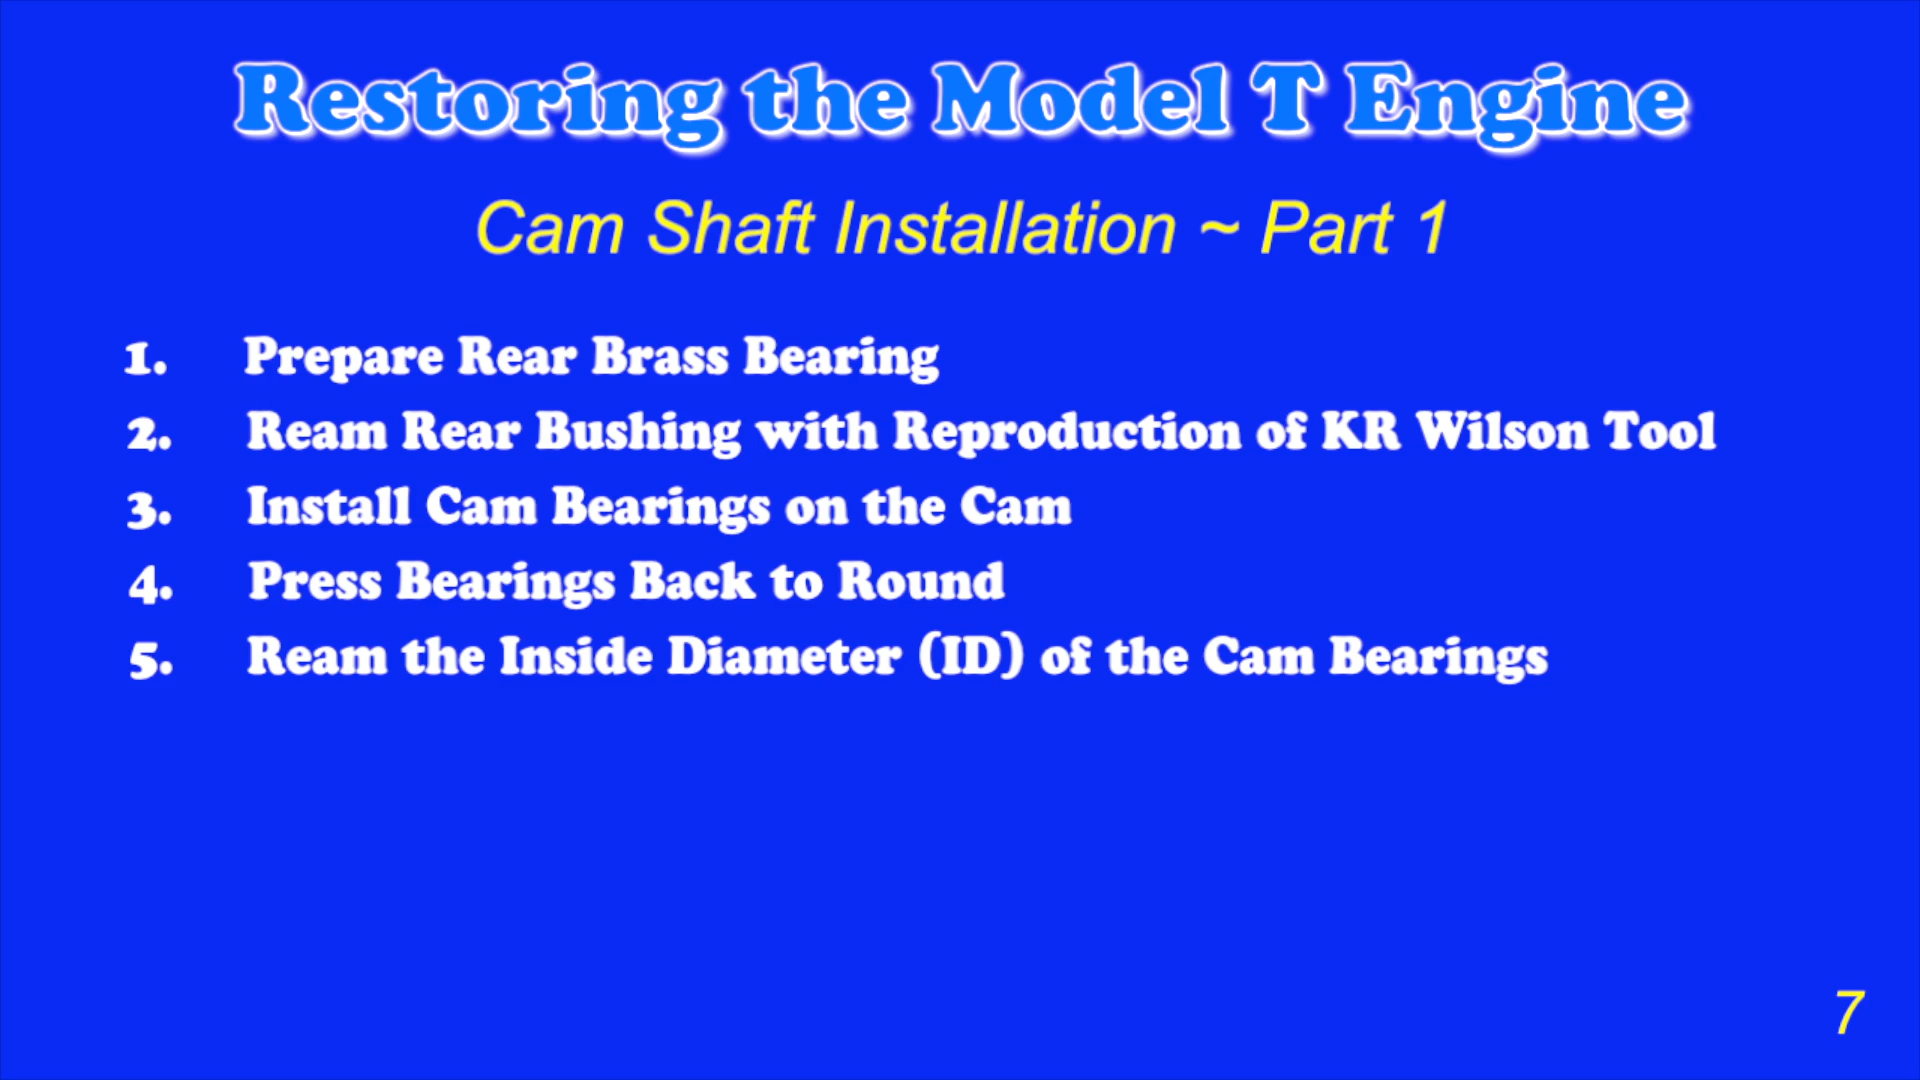 Restoring the Model T Engine
Cam Shaft Installation ~ Part 1
1. Prepare Rear Brass Bearing
2. Ream Rear Bushing with Reproduction of KR Wilson Tool
3. Install Cam Bearings on the Cam
4. Press Bearings Back to Round
5. Ream the Inside Diameter (ID) of the Cam Bearings
7